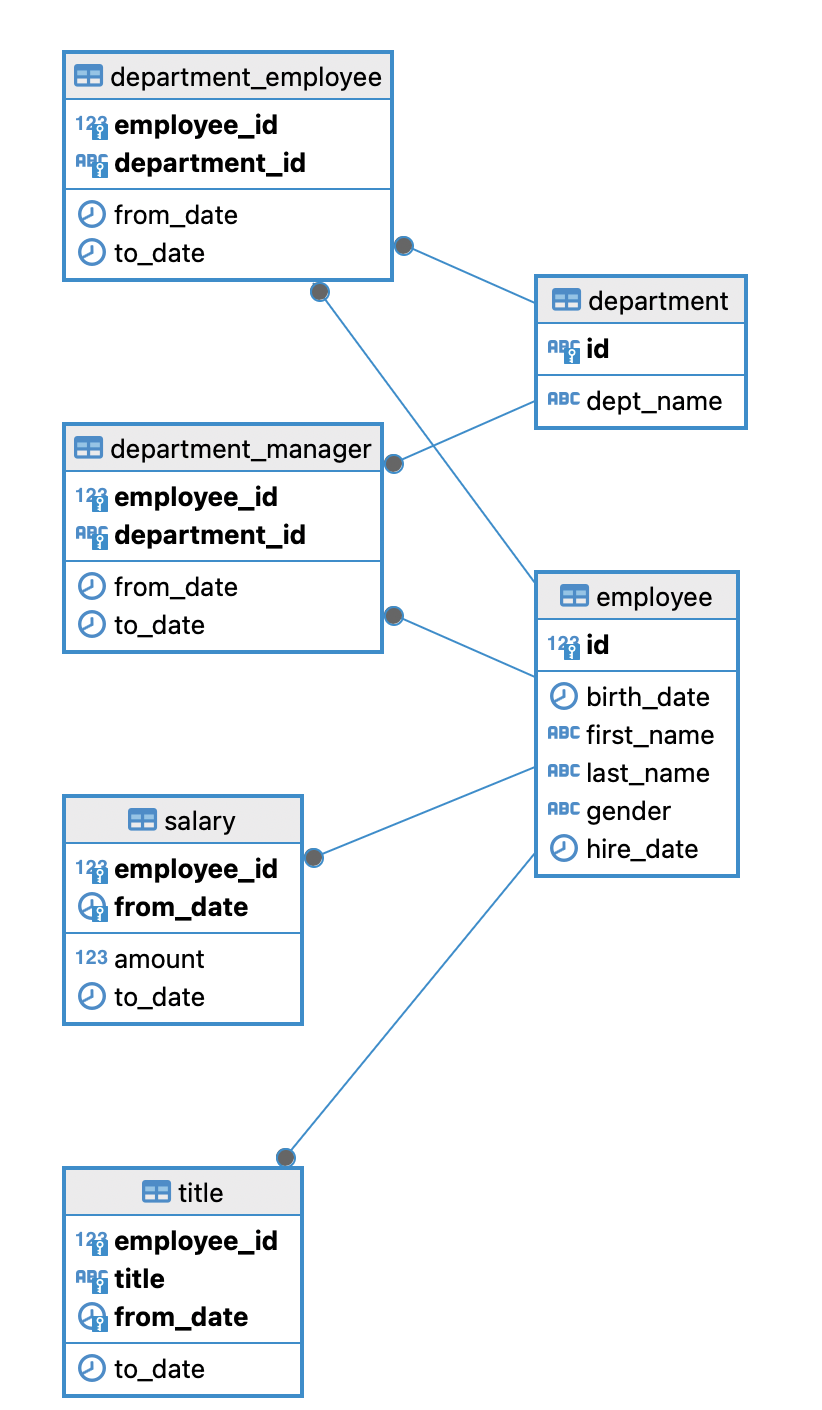 department_employee
123 employee_id
ABC department_id
from_date
to_date
department
ABC id
ABC dept_name
department_manager
123 employee_id
ABC department_id
from_date
to_date
employee
123 id
birth_date
ABC first_name
ABC last_name
ABC gender
hire_date
salary
123 employee_id
from_date
123 amount
to_date
title
123 employee_id
ABC title
from_date
to_date